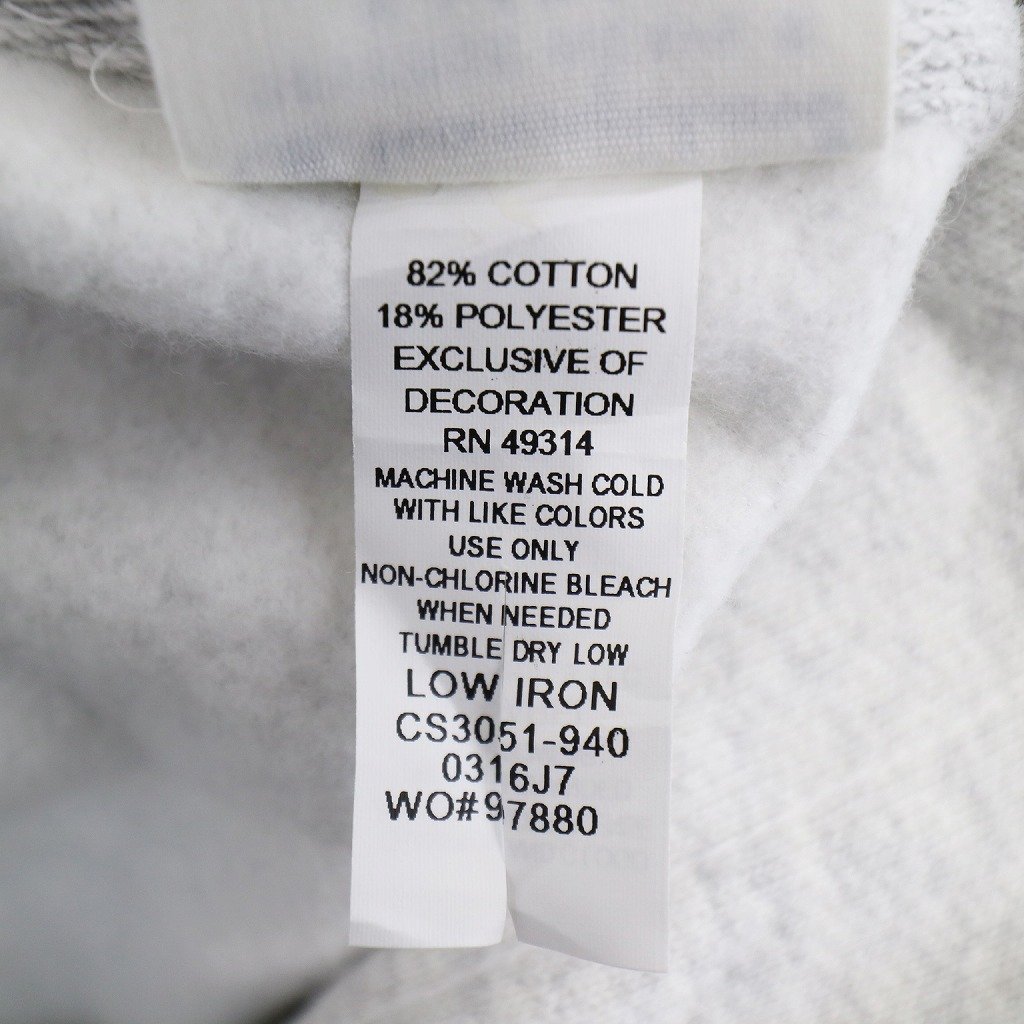 82% COTTON
18% POLYESTER
EXCLUSIVE OF
DECORATION
RN 49314
MACHINE WASH COLD
WITH LIKE COLORS
USE ONLY
NON-CHLORINE BLEACH
WHEN NEEDED
TUMBLE DRY LOW
LOW IRON
CS3051-940
0316J7
WO#97880